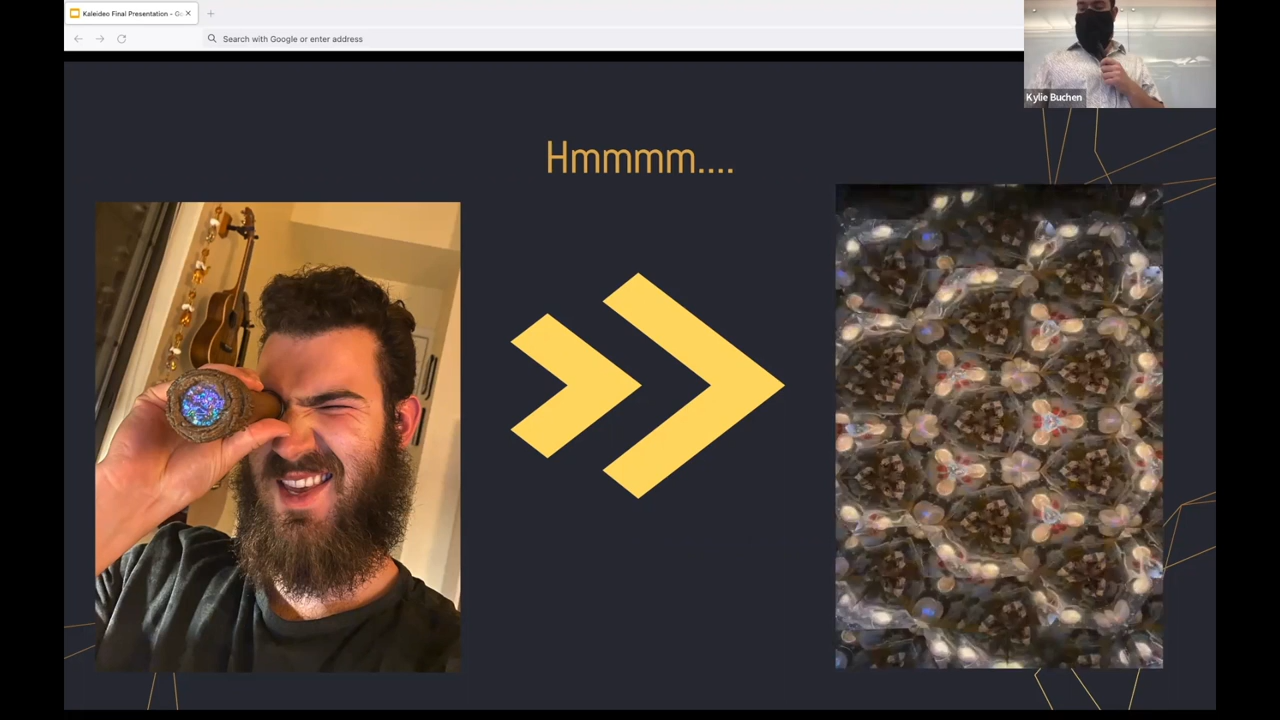 Kaleideo Final Presentation - G
Search with Google or enter address
Kylie Buchen
Hmmmm....